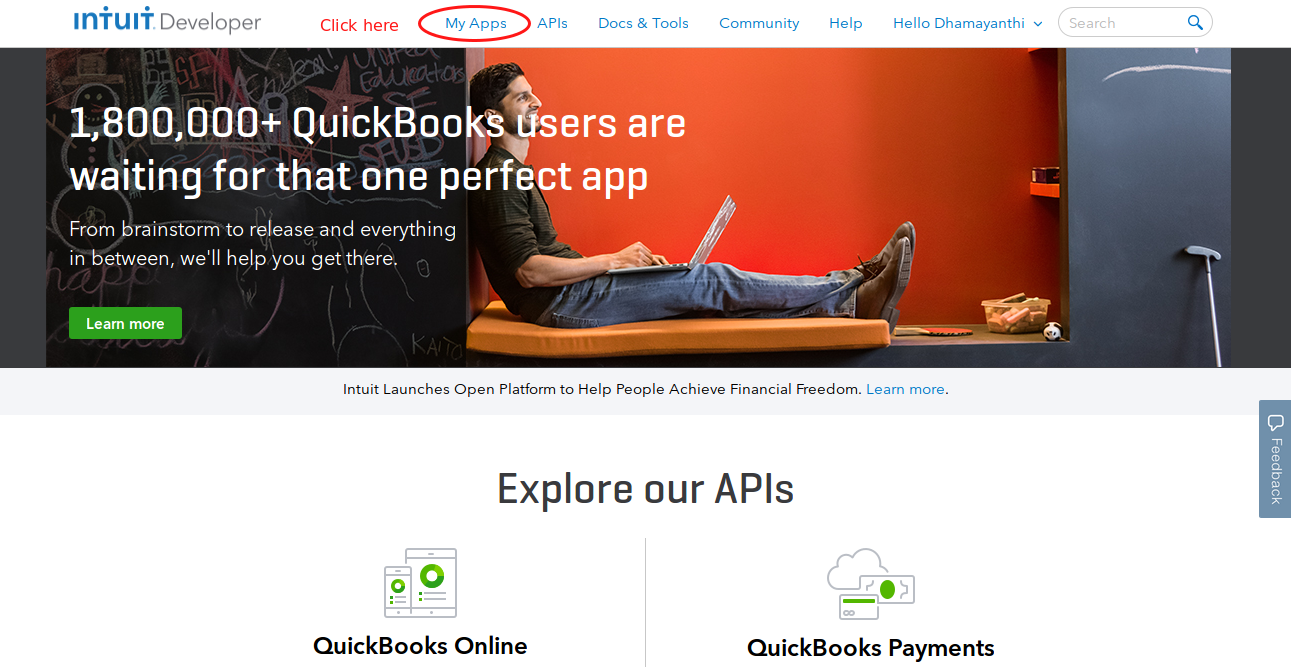 intuit Developer
Click here
My Apps
APIs
Docs & Tools
Community
Help
Hello Dhamayanthi
Search
1,800,000+ QuickBooks users are
waiting for that one perfect app
From brainstorm to release and everything
in between, we'll help you get there.
Learn more
KAITO
Intuit Launches Open Platform to Help People Achieve Financial Freedom. Learn more.
Feedback
Explore our APIs
QuickBooks Online
QuickBooks Payments